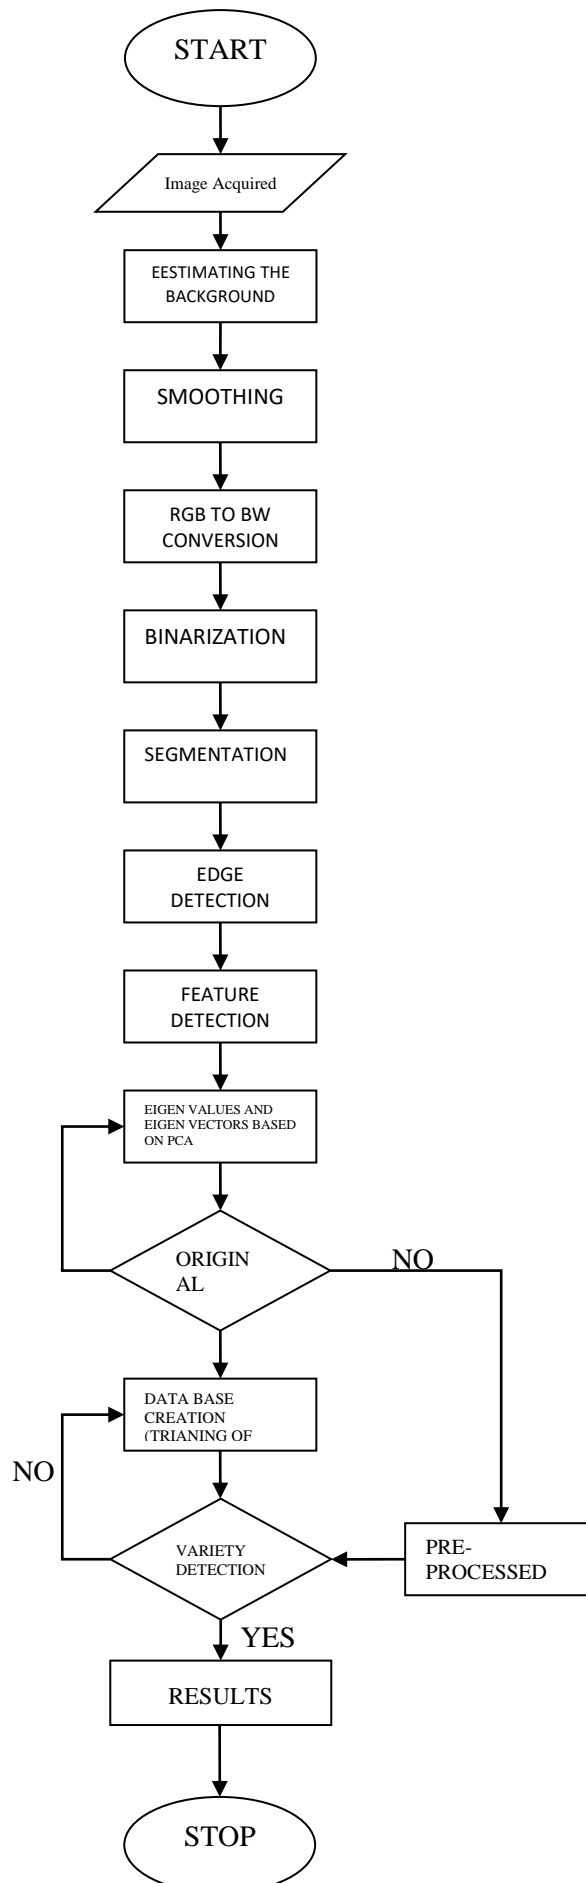 START
Image Acquired
EESTIMATING THE
BACKGROUND
SMOOTHING
RGB TO BW
CONVERSION
BINARIZATION
SEGMENTATION
EDGE
DETECTION
FEATURE
DETECTION
EIGEN VALUES AND
EIGEN VECTORS BASED
ON PCA
ORIGIN
AL
NO
DATA BASE
CREATION
(TRIANING OF
NO
VARIETY
DETECTION
PRE-
PROCESSED
YES
RESULTS
STOP